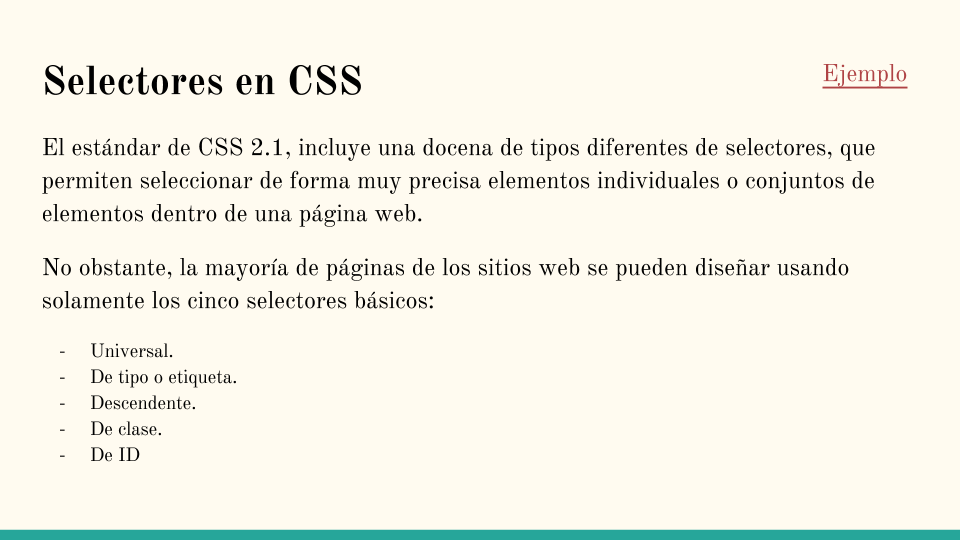 Selectores en CSS
Ejemplo
El estándar de CSS 2.1, incluye una docena de tipos diferentes de selectores, que
permiten seleccionar de forma muy precisa elementos individuales o conjuntos de
elementos dentro de una página web.
No obstante, la mayoría de páginas de los sitios web se pueden diseñar usando
solamente los cinco selectores básicos:
- Universal.
- De tipo o etiqueta.
- Descendente.
- De clase.
- De ID